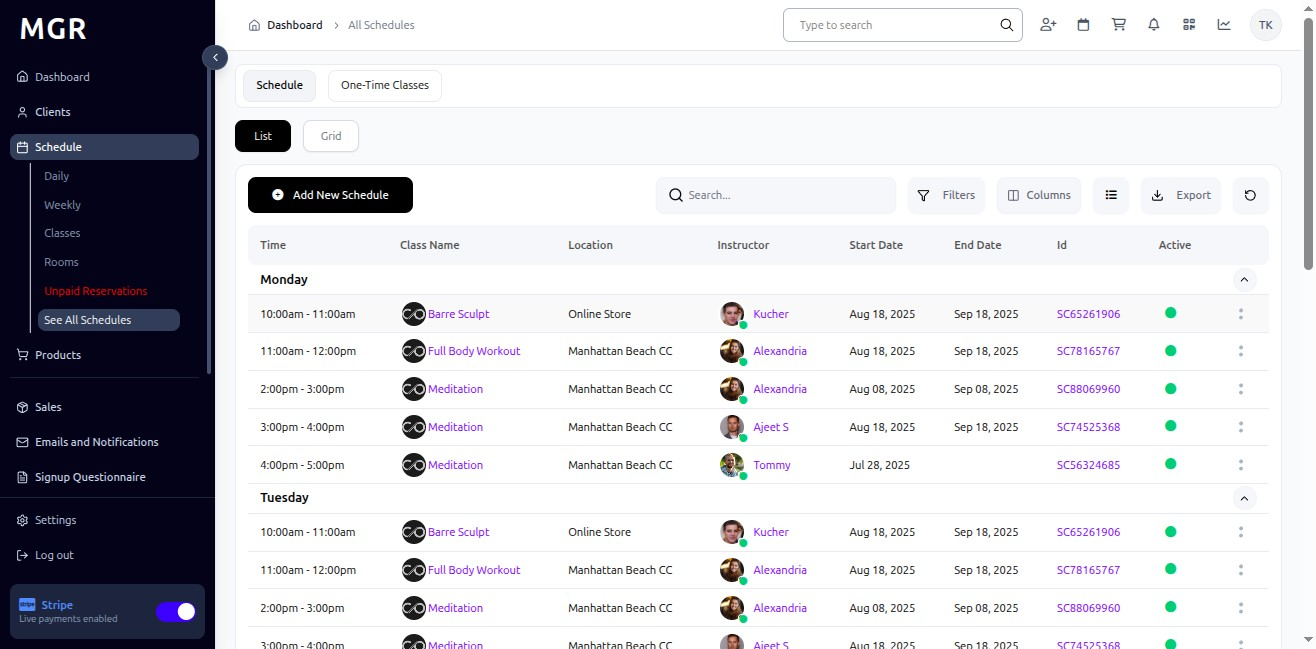 MGR
Dashboard
Clients
Schedule
Daily
Weekly
Classes
Rooms
Unpaid Reservations
See All Schedules
Products
Sales
Emails and Notifications
Signup Questionnaire
Settings
Log out
stripe Stripe
Live payments enabled
Dashboard > All Schedules
Type to search
TK
Schedule One-Time Classes
List Grid
Add New Schedule Search... Filters Columns Export
Time Class Name Location Instructor Start Date End Date Id Active
Monday
10:00am - 11:00am Barre Sculpt Online Store Kucher Aug 18, 2025 Sep 18, 2025 SC65261906
11:00am - 12:00pm Full Body Workout Manhattan Beach CC Alexandria Aug 18, 2025 Sep 18, 2025 SC78165767
2:00pm - 3:00pm Meditation Manhattan Beach CC Alexandria Aug 08, 2025 Sep 08, 2025 SC88069960
3:00pm - 4:00pm Meditation Manhattan Beach CC Ajeet S Aug 18, 2025 Sep 18, 2025 SC74525368
4:00pm - 5:00pm Meditation Manhattan Beach CC Tommy Jul 28, 2025 SC56324685
Tuesday
10:00am - 11:00am Barre Sculpt Online Store Kucher Aug 18, 2025 Sep 18, 2025 SC65261906
11:00am - 12:00pm Full Body Workout Manhattan Beach CC Alexandria Aug 18, 2025 Sep 18, 2025 SC78165767
2:00pm - 3:00pm Meditation Manhattan Beach CC Alexandria Aug 08, 2025 Sep 08, 2025 SC88069960
3:00pm - 4:00pm Meditation Manhattan Beach CC Ajeet S Aug 18, 2025 Sep 18, 2025 SC74525368